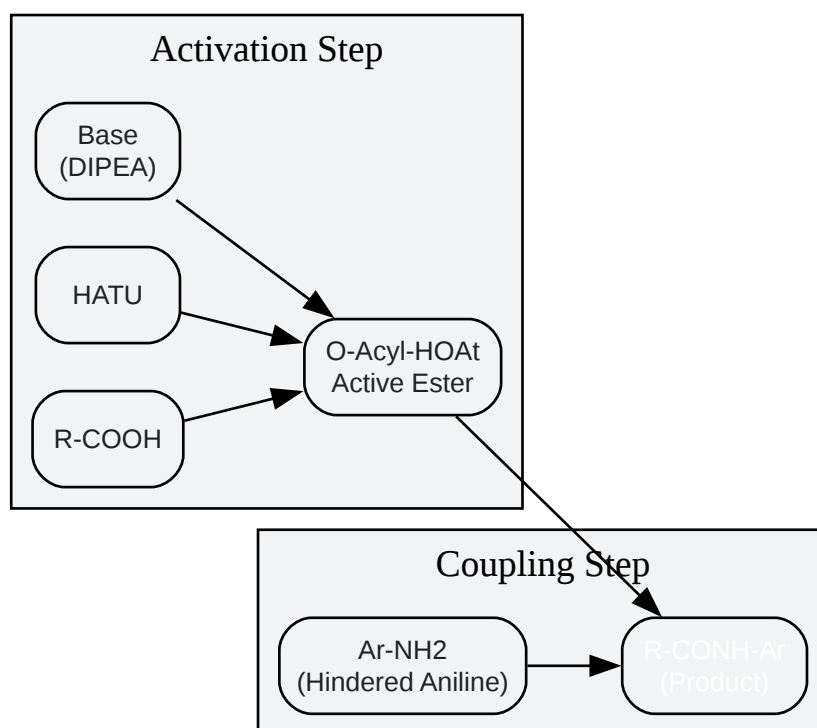 Activation Step
Base
(DIPEA)
HATU
R-COOH
O-Acyl-HOAt
Active Ester
Coupling Step
Ar-NH2
(Hindered Aniline)
R-CONH-Ar
(Product)